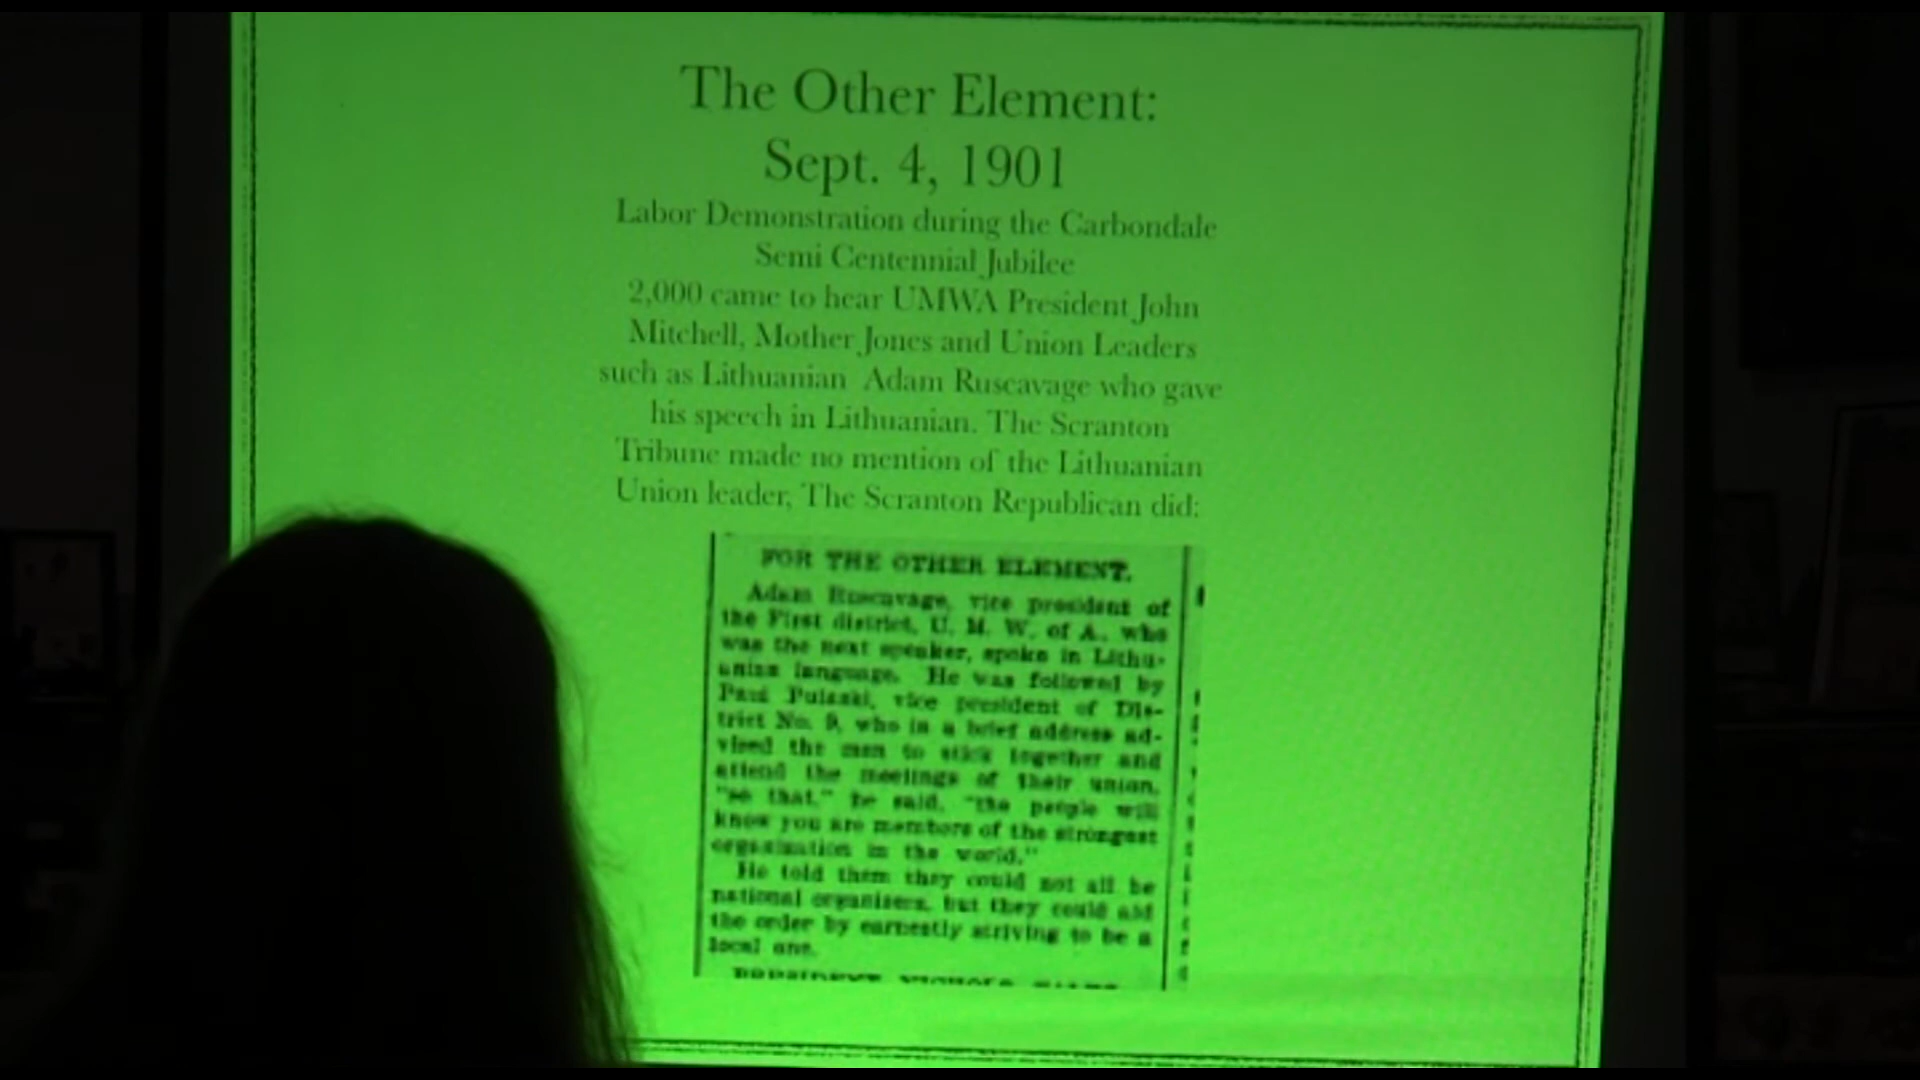 The Other Element:
Sept. 4, 1901
Labor Demonstration during the Carbondale
Semi Centennial Jubilee
2,000 came to hear UMWA President John
Mitchell, Mother Jones and Union Leaders
such as Lithuanian Adam Ruscavage who gave
his speech in Lithuanian. The Scranton
Tribune made no mention of the Lithuanian
Union leader, The Scranton Republican did:
FOR THE OTHER ELEMENT.
Adam Ruscavage, vice president of
the First district, U. M. W. of A., who
was the next speaker, spoke in Lithu-
anian language. He was followed by
Paul Pulaski, vice president of Dis-
trict No. 9, who in a brief address ad-
vised the men to stick together and
attend the meetings of their union,
"so that," he said, "the people will
know you are members of the strongest
organization in the world."
He told them they could not all be
national organizers, but they could aid
the order by earnestly striving to be a
local one.
PRESIDENT NICHOLS